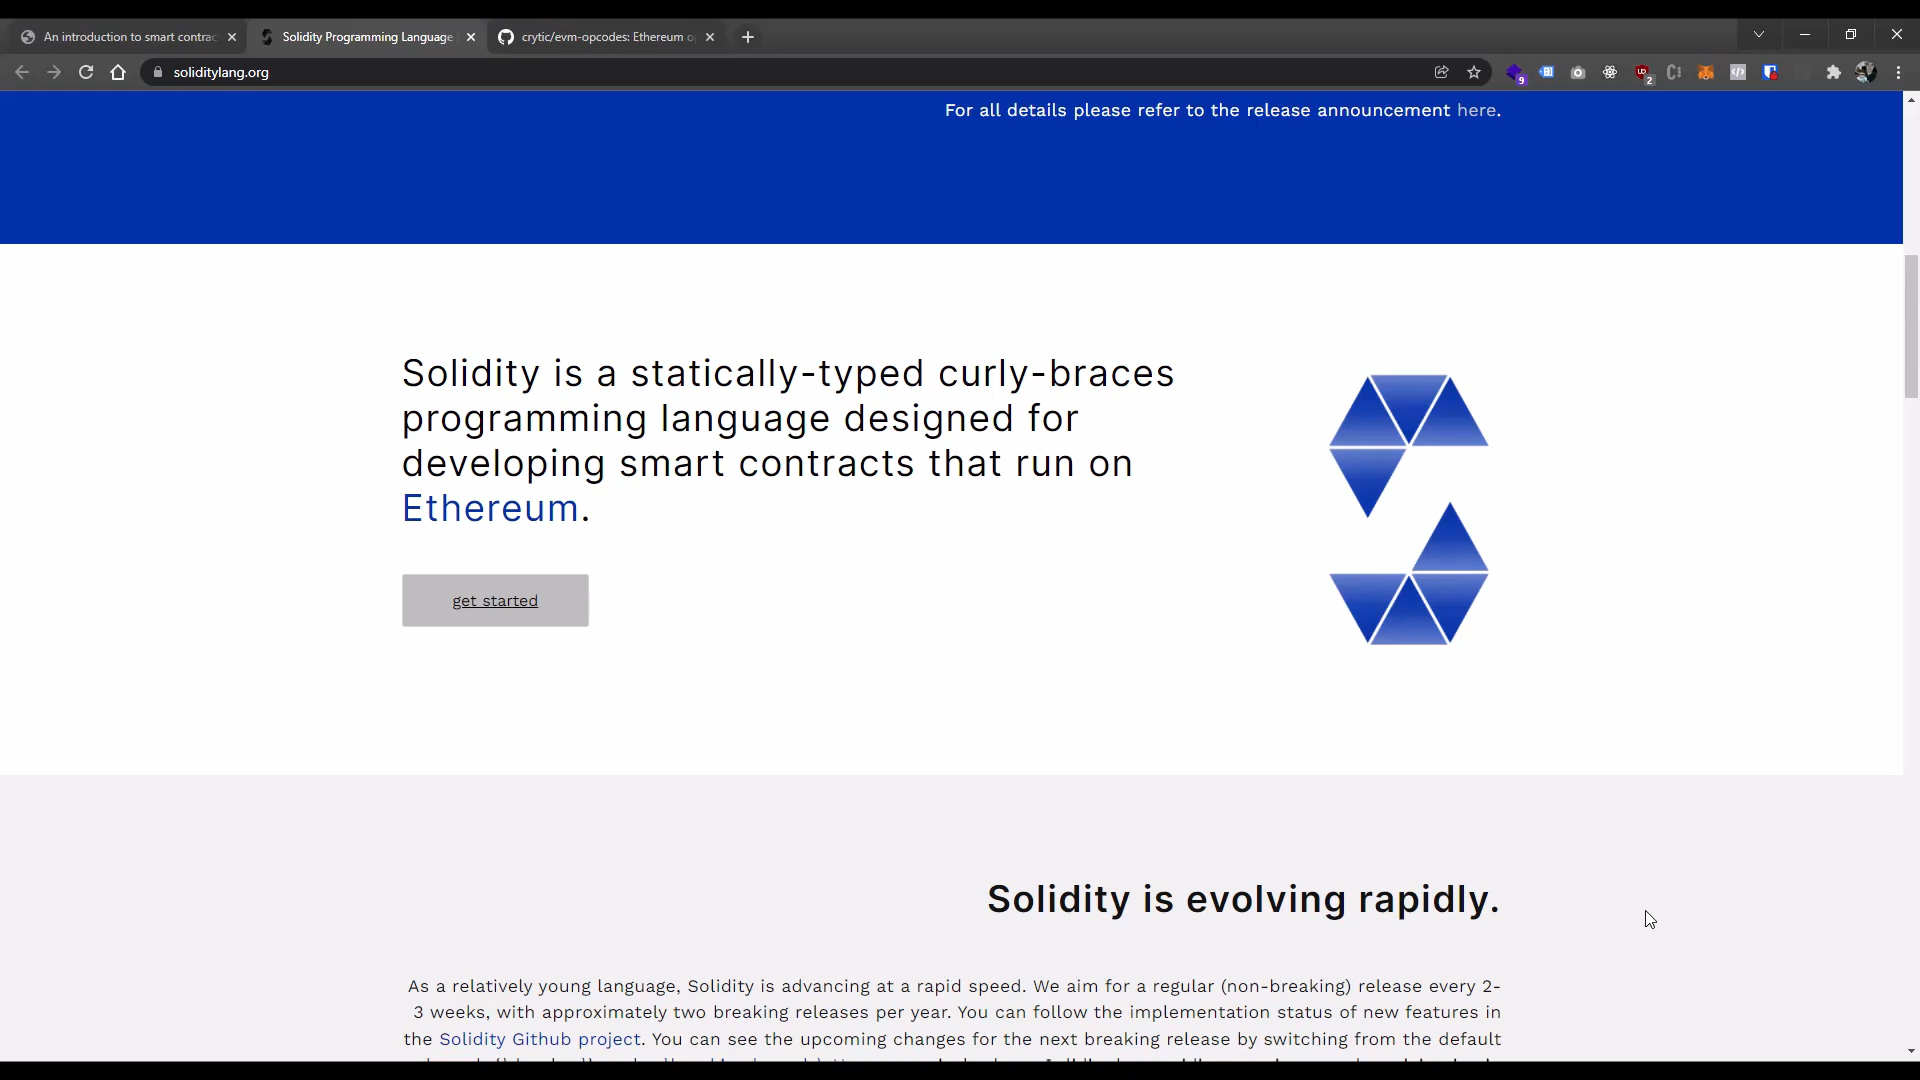 An introduction to smart contrac
Solidity Programming Language
crytic/evm-opcodes: Ethereum o
soliditylang.org
9
2
For all details please refer to the release announcement here.
Solidity is a statically-typed curly-braces
programming language designed for
developing smart contracts that run on
Ethereum.
get started
Solidity is evolving rapidly.
As a relatively young language, Solidity is advancing at a rapid speed. We aim for a regular (non-breaking) release every 2-
3 weeks, with approximately two breaking releases per year. You can follow the implementation status of new features in
the Solidity Github project. You can see the upcoming changes for the next breaking release by switching from the default